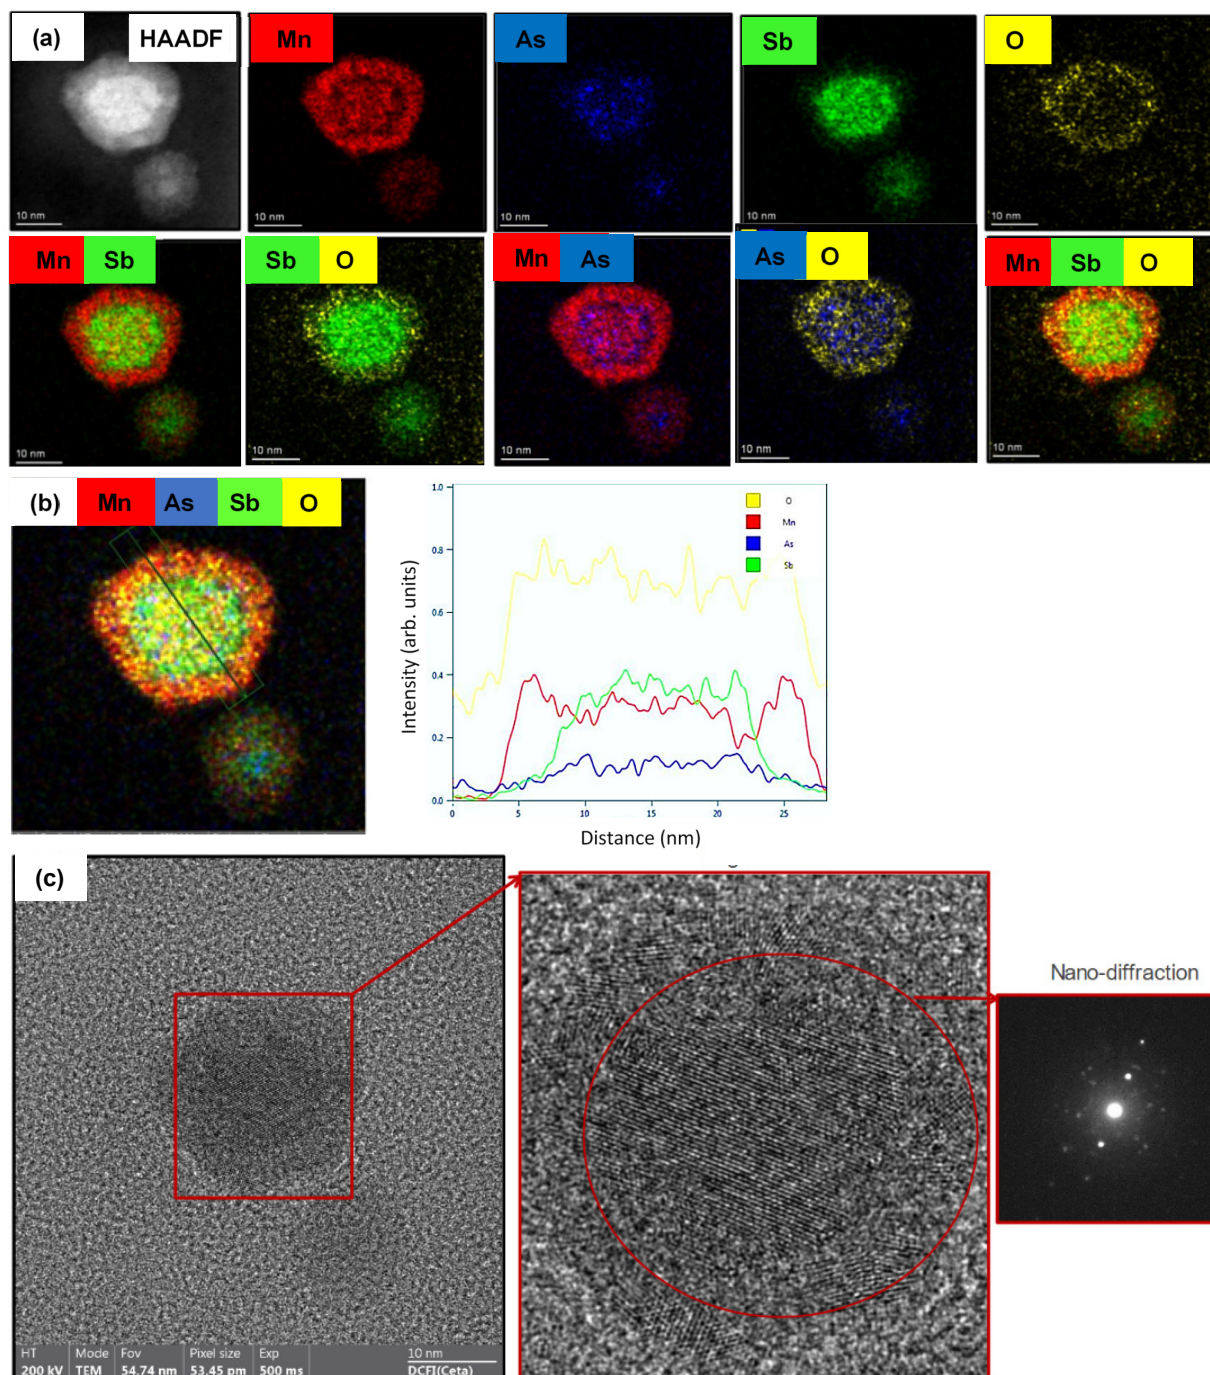 (a) HAADF Mn As Sb O
10 nm 10 nm 10 nm 10 nm 10 nm
Mn Sb Sb O Mn As As O Mn Sb O
10 nm 10 nm 10 nm 10 nm 10 nm
(b) Mn As Sb O
1.0
0.8
0.6
0.4
0.2
0.0
Intensity (arb. units)
O
Mn
As
Sb
0 5 10 15 20 25
Distance (nm)
(c)
Nano-diffraction
HT Mode Fov Pixel size Exp 10 nm
200 kV TEM 54.74 nm 53.45 pm 500 ms DCFI(Ceta)